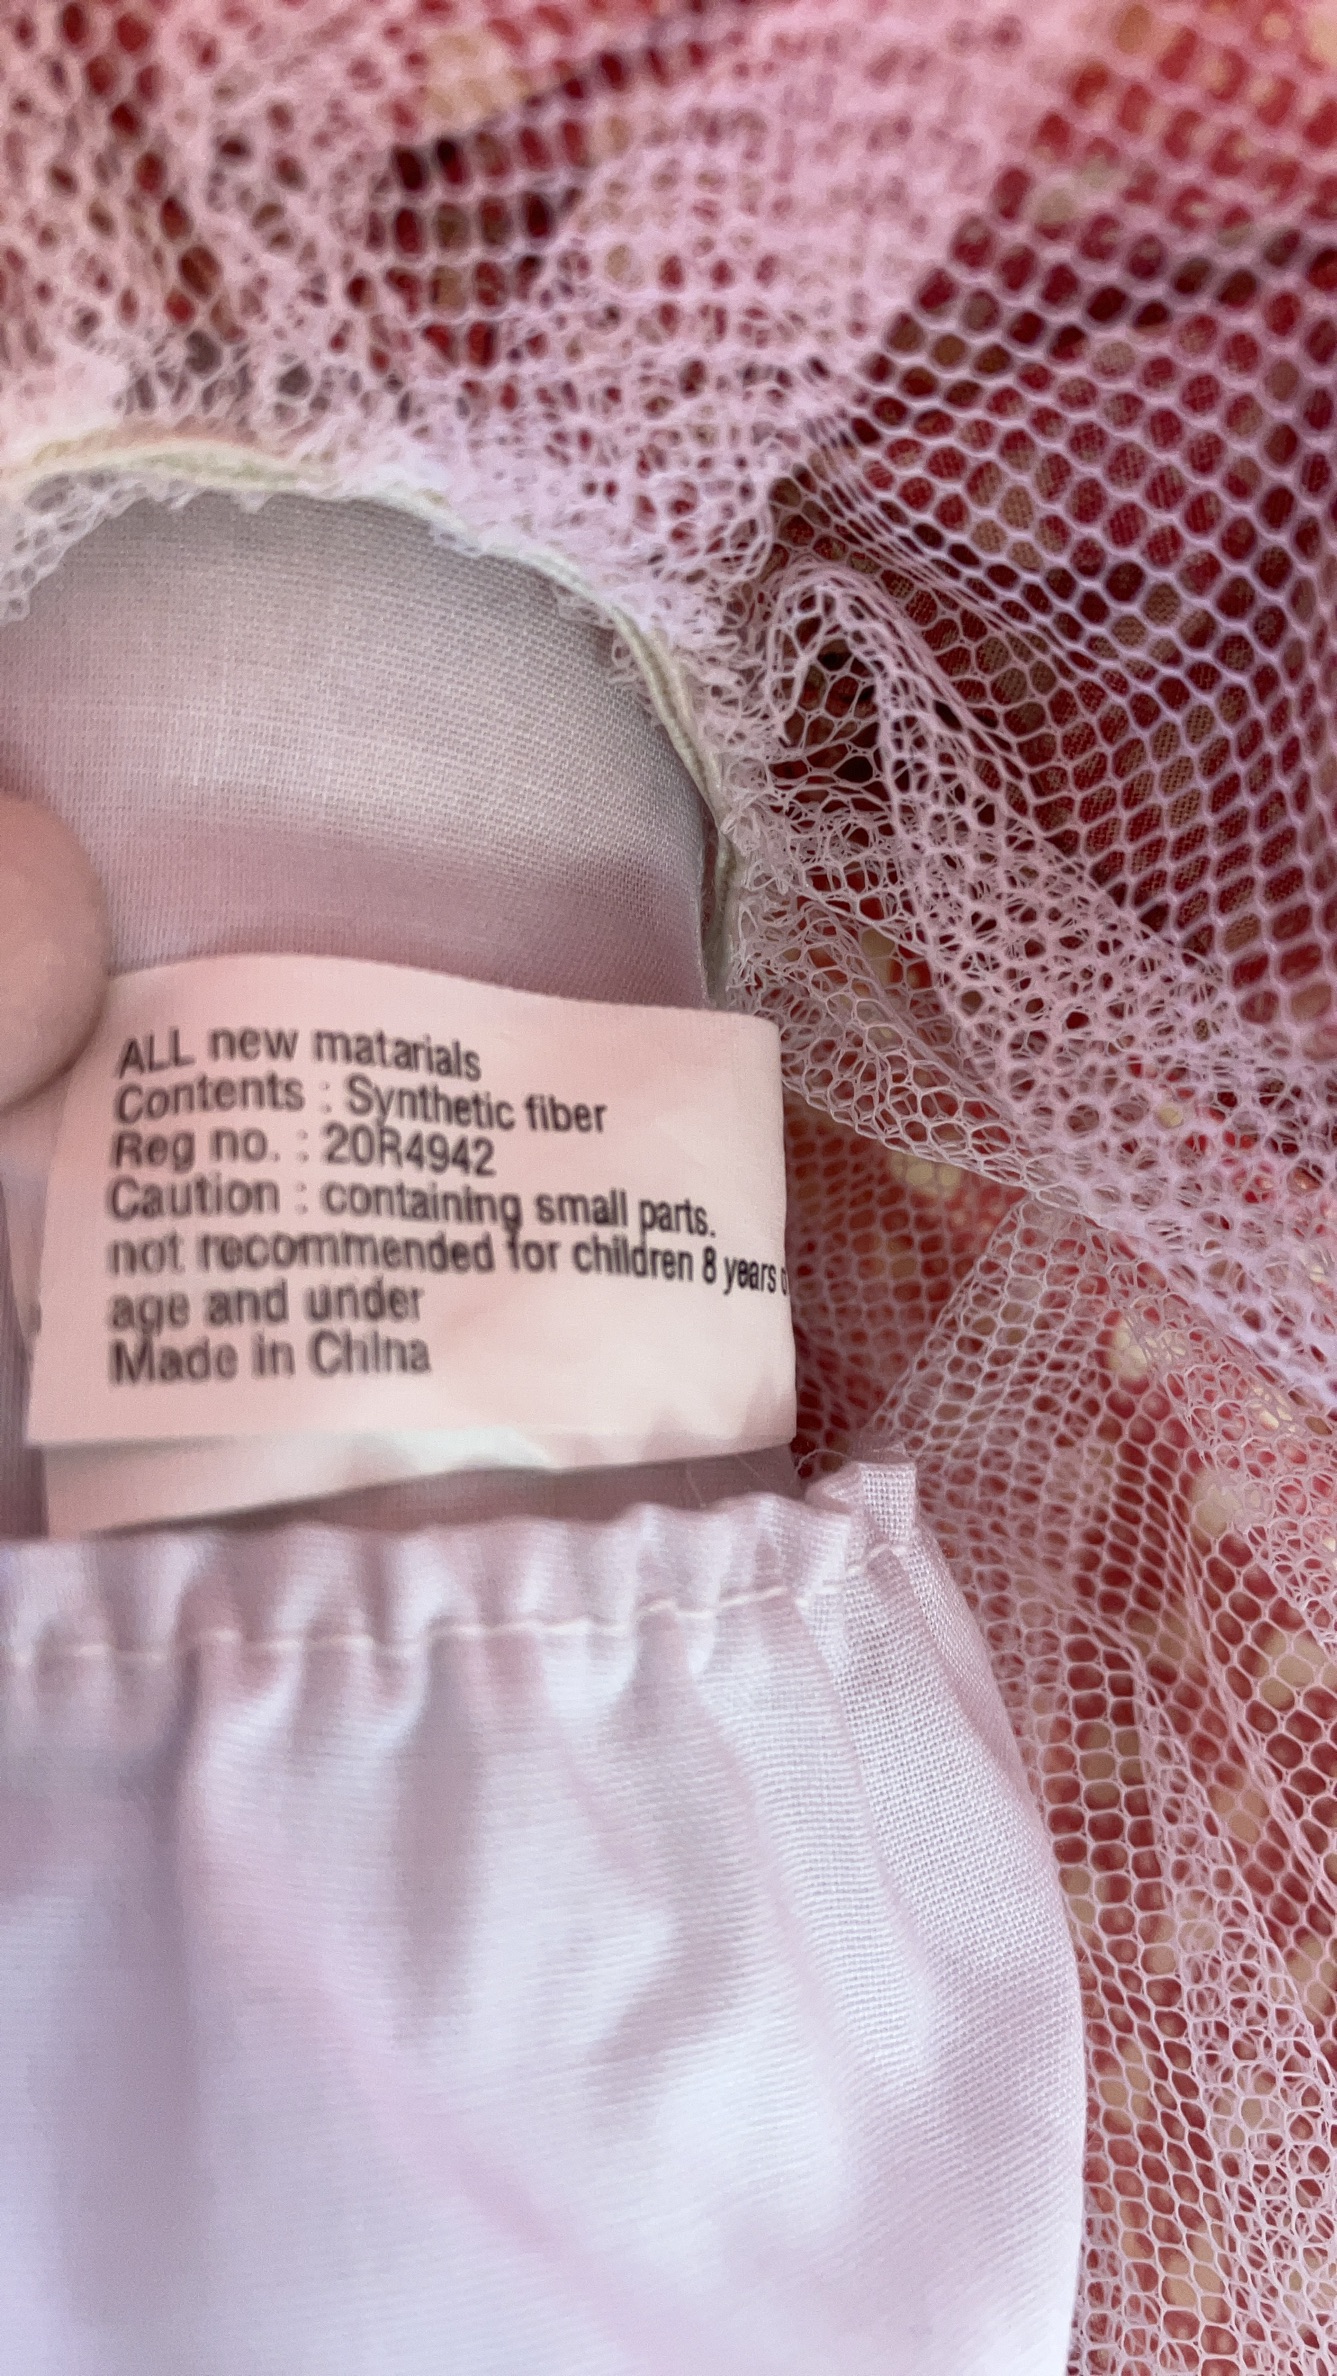 ALL new matarials
Contents : Synthetic fiber
Reg no. : 20R4942
Caution : containing small parts.
not recommended for children 8 years
age and under
Made in China